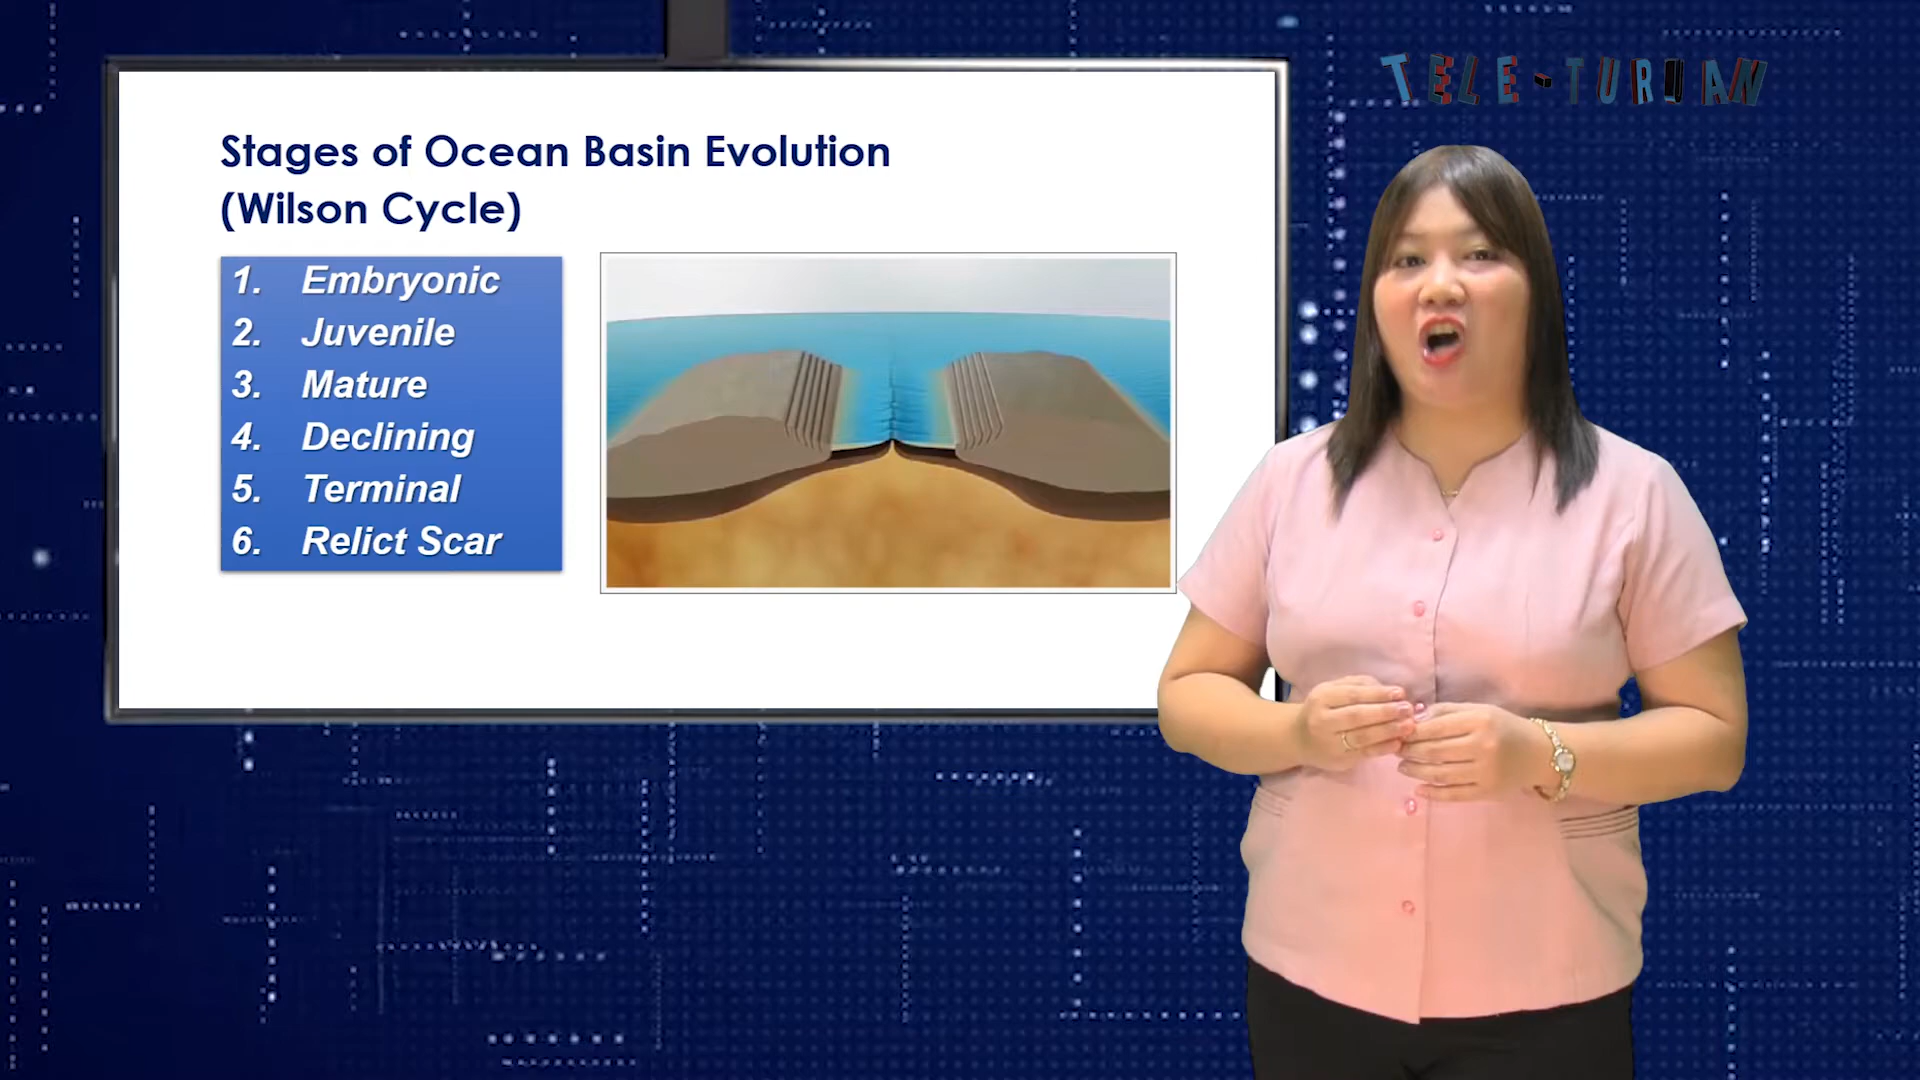 TELE-TURUAN
Stages of Ocean Basin Evolution
(Wilson Cycle)
1. Embryonic
2. Juvenile
3. Mature
4. Declining
5. Terminal
6. Relict Scar